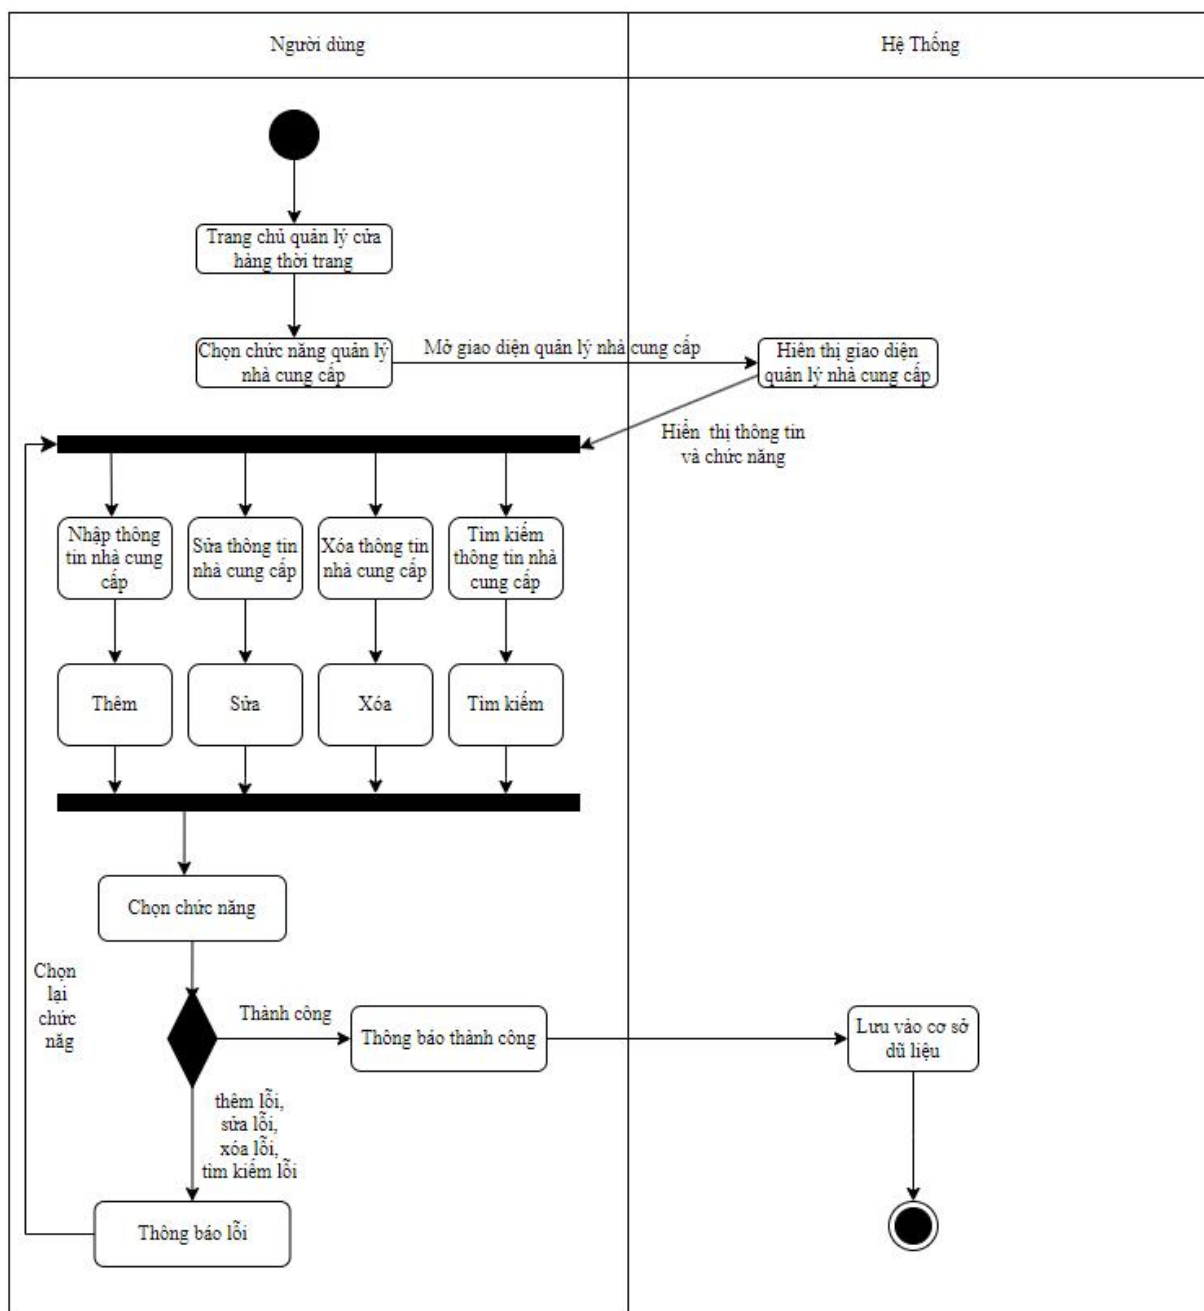 Người dùng
Hệ Thống
Trang chủ quản lý cửa
hàng thời trang
Chọn chức năng quản lý
nhà cung cấp
Mở giao diện quản lý nhà cung cấp
Hiên thị giao diện
quản lý nhà cung cấp
Hiển thị thông tin
và chức năng
Nhập thông
tin nhà cung
cấp
Sửa thông tin
nhà cung cấp
Xóa thông tin
nhà cung cấp
Tìm kiếm
thông tin nhà
cung cấp
Thêm
Sửa
Xóa
Tìm kiếm
Chọn chức năng
Chọn
lại
chức
năg
Thành công
Thông báo thành công
Lưu vào cơ sở
dũ liệu
thêm lỗi,
sửa lỗi,
xóa lỗi,
tìm kiếm lỗi
Thông báo lỗi